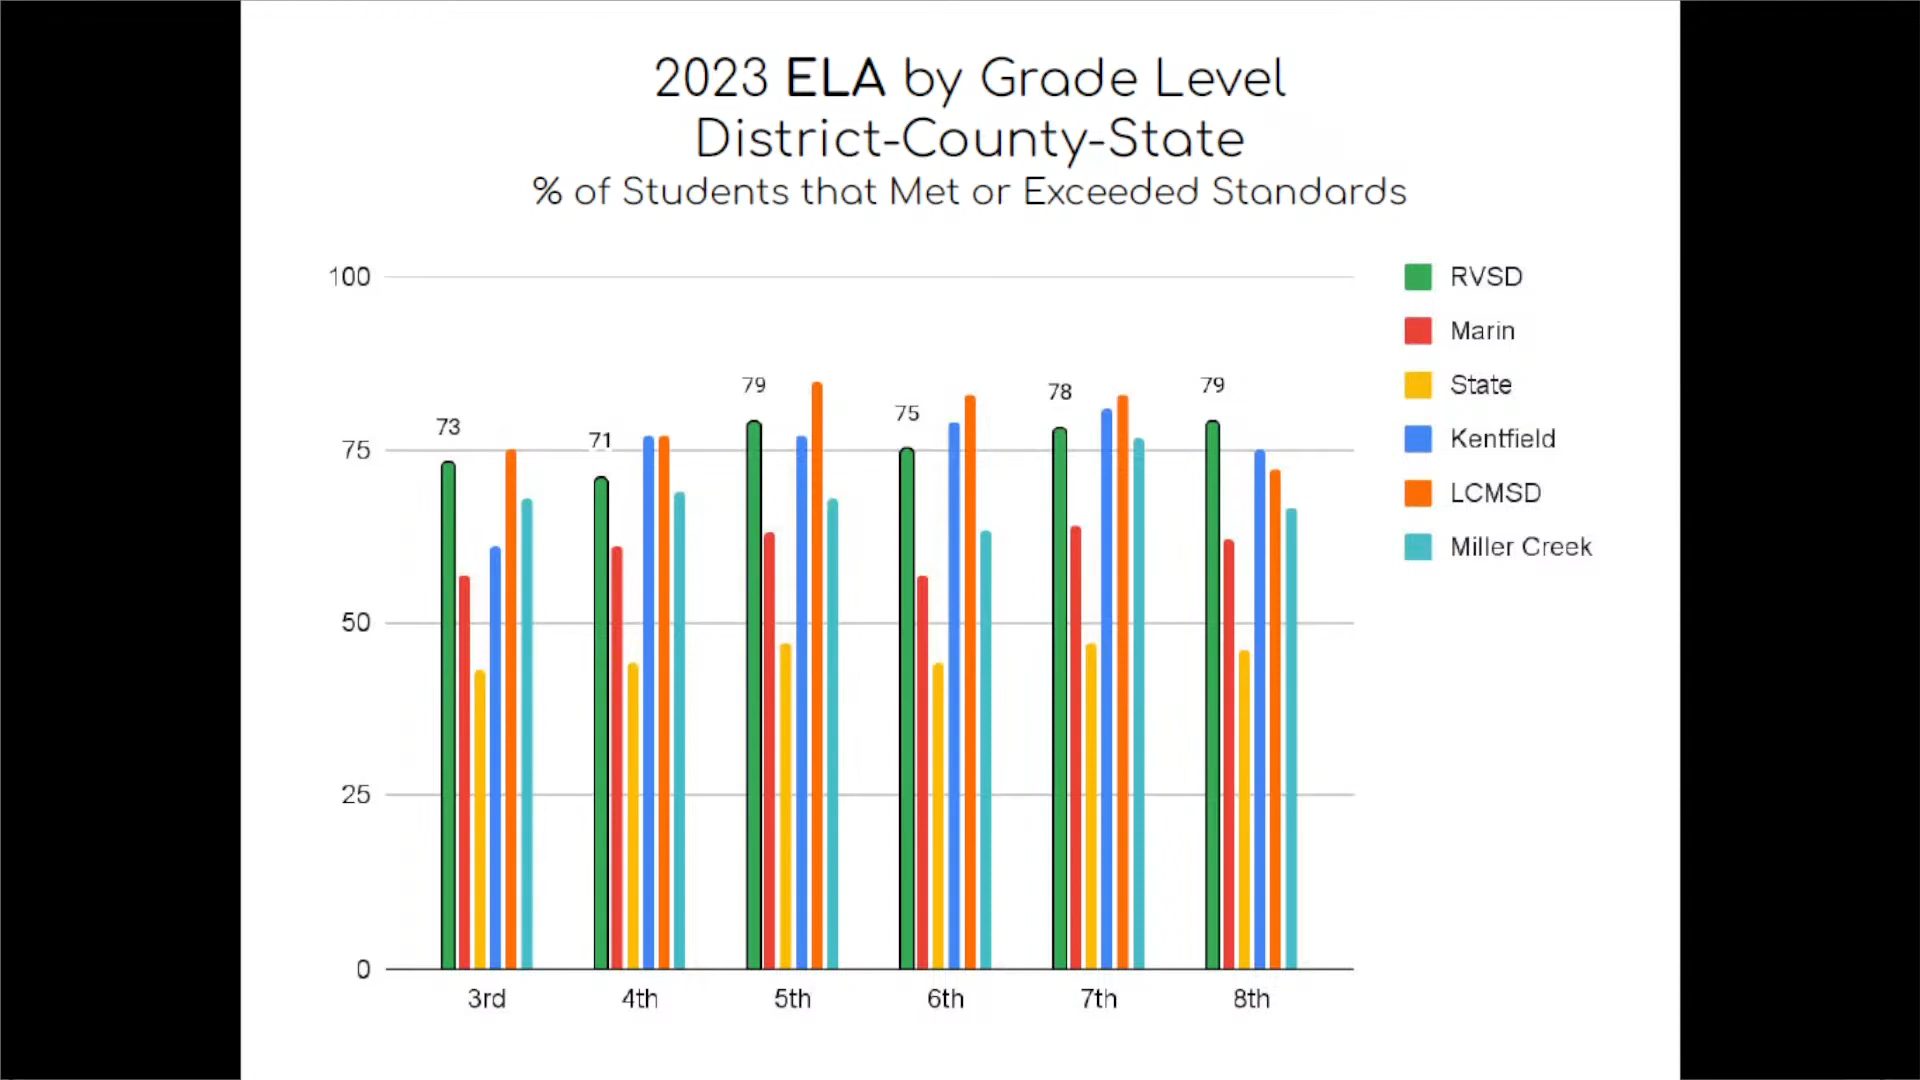 2023 ELA by Grade Level
District-County-State
% of Students that Met or Exceeded Standards
100
75
50
25
0
73
71
79
75
78
79
3rd
4th
5th
6th
7th
8th
RVSD
Marin
State
Kentfield
LCMSD
Miller Creek